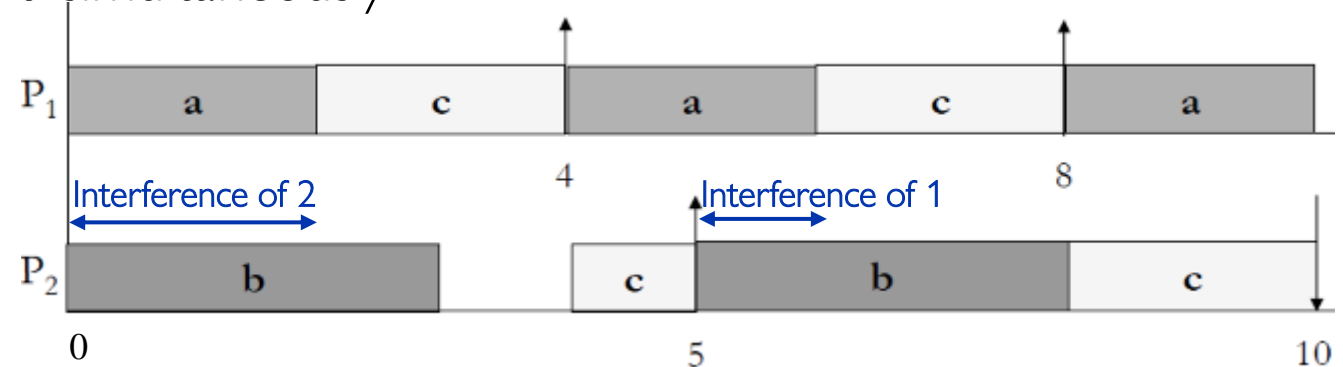 P1 a c a c a
4 8
Interference of 2 Interference of 1
P2 b c b c
0 5 10